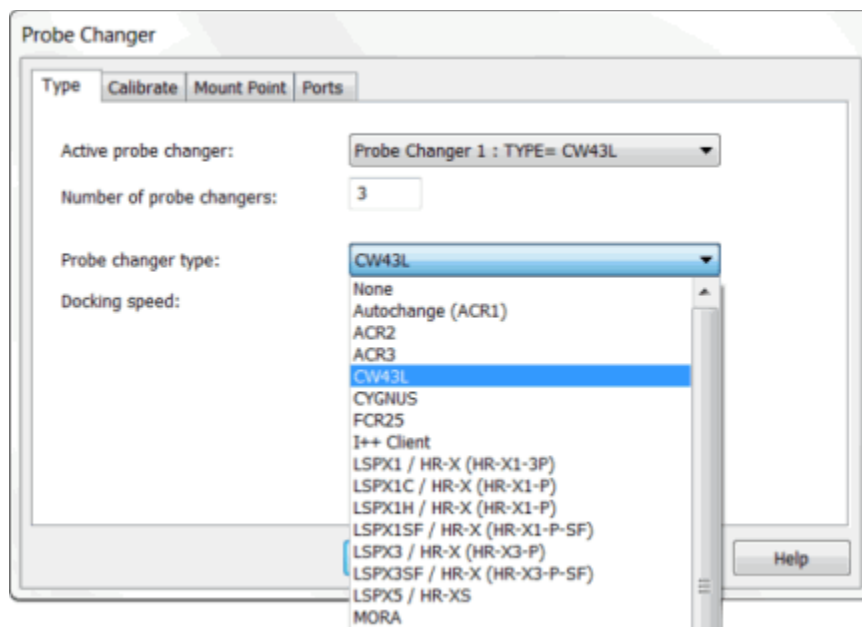 Probe Changer
Type Calibrate Mount Point Ports
Active probe changer: Probe Changer 1 : TYPE= CW43L
Number of probe changers: 3
Probe changer type: CW43L
Docking speed:
None
Autochange (ACR1)
ACR2
ACR3
CW43L
CYGNUS
FCR25
I++ Client
LSPX1 / HR-X (HR-X1-3P)
LSPX1C / HR-X (HR-X1-P)
LSPX1H / HR-X (HR-X1-P)
LSPX1SF / HR-X (HR-X1-P-SF)
LSPX3 / HR-X (HR-X3-P)
LSPX3SF / HR-X (HR-X3-P-SF)
LSPX5 / HR-XS
MORA
Help